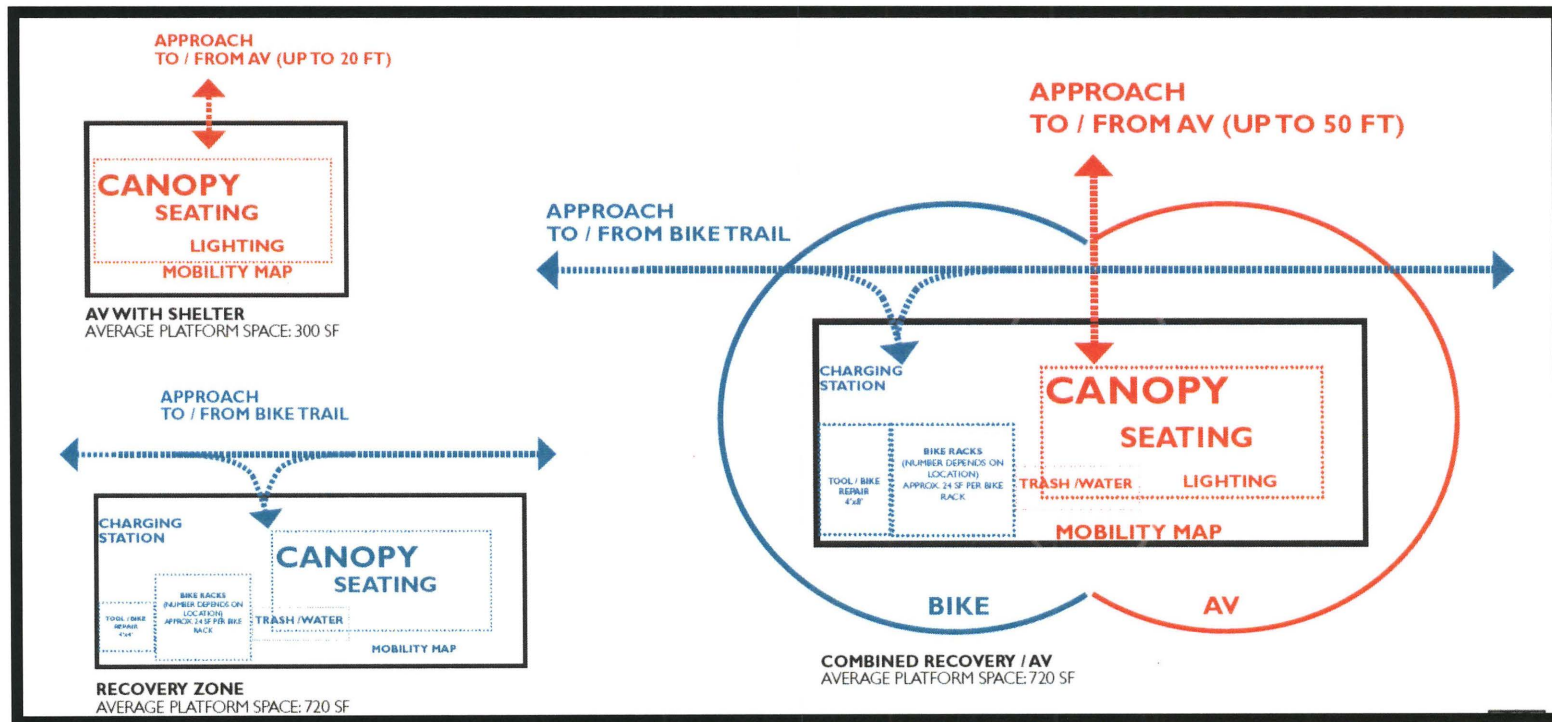 APPROACH
TO / FROM AV (UP TO 20 FT)
CANOPY
SEATING
LIGHTING
MOBILITY MAP
AV WITH SHELTER
AVERAGE PLATFORM SPACE: 300 SF
APPROACH
TO / FROM BIKE TRAIL
CHARGING
STATION
CANOPY
SEATING
BIKE RACKS
(NUMBER DEPENDS ON
LOCATION)
APPROX. 24 SF PER BIKE
RACK
TOOL / BIKE
REPAIR
4'x4'
TRASH /WATER
MOBILITY MAP
RECOVERY ZONE
AVERAGE PLATFORM SPACE: 720 SF
APPROACH
TO / FROM AV (UP TO 50 FT)
APPROACH
TO / FROM BIKE TRAIL
CHARGING
STATION
CANOPY
SEATING
LIGHTING
BIKE RACKS
(NUMBER DEPENDS ON
LOCATION)
APPROX. 24 SF PER BIKE
RACK
TOOL / BIKE
REPAIR
4'x8'
TRASH /WATER
MOBILITY MAP
BIKE
AV
COMBINED RECOVERY / AV
AVERAGE PLATFORM SPACE: 720 SF